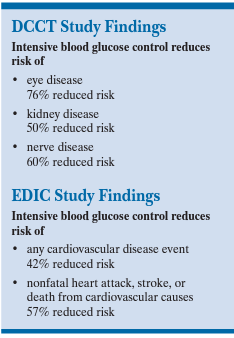 DCCT Study Findings
Intensive blood glucose control reduces
risk of
• eye disease
76% reduced risk
• kidney disease
50% reduced risk
• nerve disease
60% reduced risk
EDIC Study Findings
Intensive blood glucose control reduces
risk of
• any cardiovascular disease event
42% reduced risk
• nonfatal heart attack, stroke, or
death from cardiovascular causes
57% reduced risk